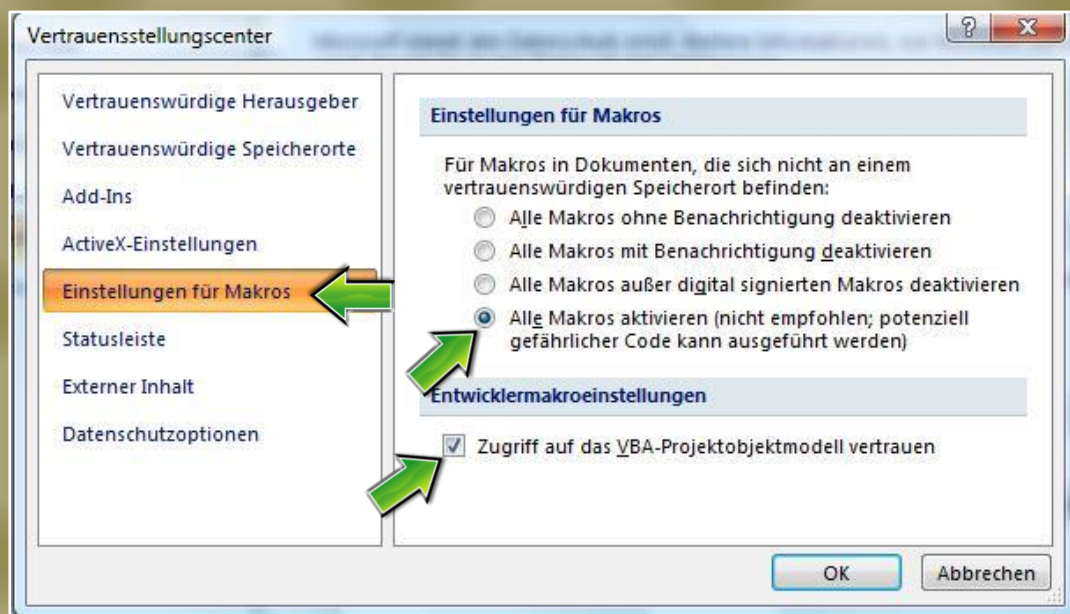 Vertrauensstellungscenter
Vertrauenswürdige Herausgeber
Vertrauenswürdige Speicherorte
Add-Ins
ActiveX-Einstellungen
Einstellungen für Makros
Statusleiste
Externer Inhalt
Datenschutzoptionen
Einstellungen für Makros
Für Makros in Dokumenten, die sich nicht an einem
vertrauenswürdigen Speicherort befinden:
Alle Makros ohne Benachrichtigung deaktivieren
Alle Makros mit Benachrichtigung deaktivieren
Alle Makros außer digital signierten Makros deaktivieren
Alle Makros aktivieren (nicht empfohlen; potenziell
gefährlicher Code kann ausgeführt werden)
Entwicklermakroeinstellungen
Zugriff auf das VBA-Projektobjektmodell vertrauen
OK
Abbrechen